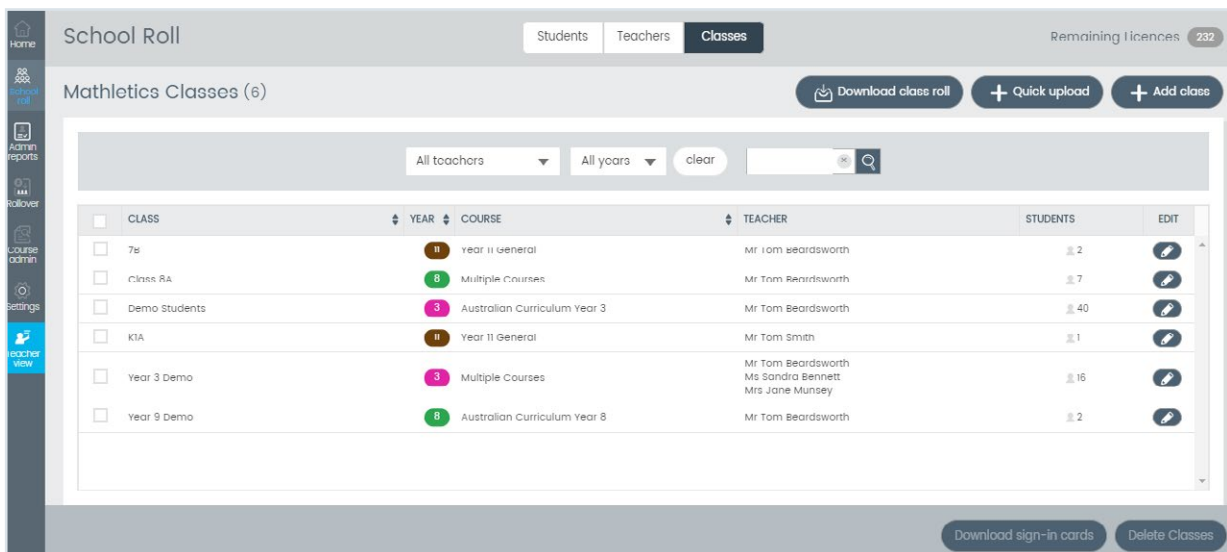 Home
School roll
Admin reports
Rollover
Course admin
Settings
Teacher view
School Roll
Students Teachers Classes
Remaining Licences 232
Mathletics Classes (6)
Download class roll
Quick upload
Add class
All teachers
All years
clear
CLASS YEAR COURSE TEACHER STUDENTS EDIT
7B 11 Year 11 General Mr Tom Beardsworth 2
Class 8A 8 Multiple Courses Mr Tom Beardsworth 7
Demo Students 3 Australian Curriculum Year 3 Mr Tom Beardsworth 40
K1A 11 Year 11 General Mr Tom Smith 1
Year 3 Demo 3 Multiple Courses Mr Tom Beardsworth
Ms Sandra Bennett
Mrs Jane Munsey 16
Year 9 Demo 8 Australian Curriculum Year 8 Mr Tom Beardsworth 2
Download sign-in cards
Delete Classes